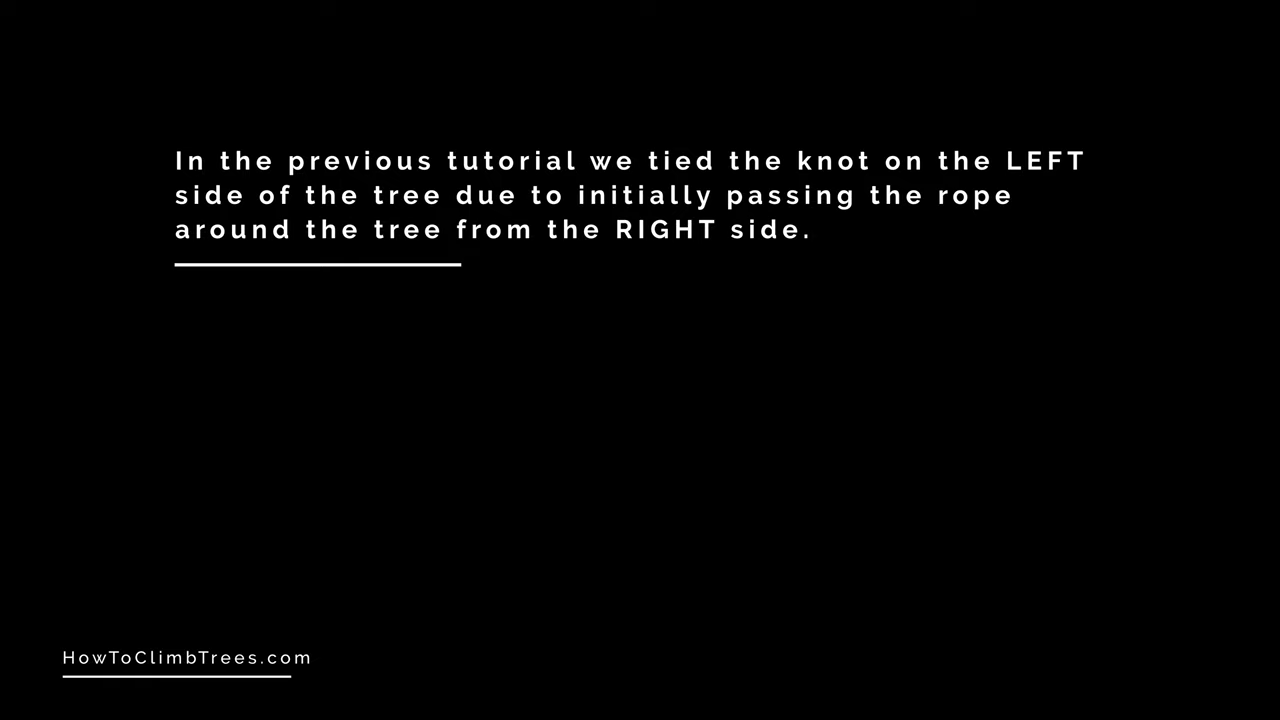 In the previous tutorial we tied the knot on the LEFT
side of the tree due to initially passing the rope
around the tree from the RIGHT side.
HowToClimbTrees.com